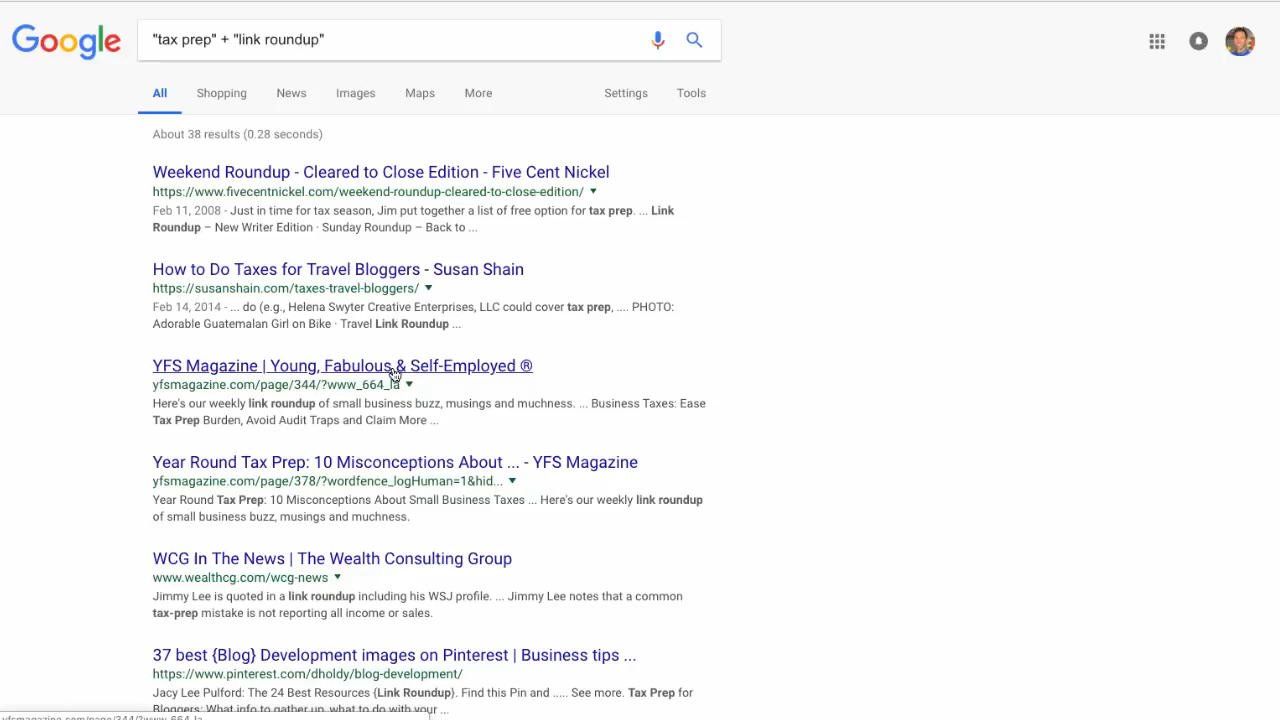 Google
"tax prep" + "link roundup"
All Shopping News Images Maps More Settings Tools
About 38 results (0.28 seconds)
Weekend Roundup - Cleared to Close Edition - Five Cent Nickel
https://www.fivecentnickel.com/weekend-roundup-cleared-to-close-edition/
Feb 11, 2008 - Just in time for tax season, Jim put together a list of free option for tax prep. ... Link
Roundup – New Writer Edition · Sunday Roundup – Back to ...
How to Do Taxes for Travel Bloggers - Susan Shain
https://susanshain.com/taxes-travel-bloggers/
Feb 14, 2014 - ... do (e.g., Helena Swyter Creative Enterprises, LLC could cover tax prep, .... PHOTO:
Adorable Guatemalan Girl on Bike · Travel Link Roundup ...
YFS Magazine | Young, Fabulous & Self-Employed ®
yfsmagazine.com/page/344/?www_664_la
Here's our weekly link roundup of small business buzz, musings and muchness. ... Business Taxes: Ease
Tax Prep Burden, Avoid Audit Traps and Claim More ...
Year Round Tax Prep: 10 Misconceptions About ... - YFS Magazine
yfsmagazine.com/page/378/?wordfence_logHuman=1&hid...
Year Round Tax Prep: 10 Misconceptions About Small Business Taxes ... Here's our weekly link roundup
of small business buzz, musings and muchness.
WCG In The News | The Wealth Consulting Group
www.wealthcg.com/wcg-news
Jimmy Lee is quoted in a link roundup including his WSJ profile. ... Jimmy Lee notes that a common
tax-prep mistake is not reporting all income or sales.
37 best {Blog} Development images on Pinterest | Business tips ...
https://www.pinterest.com/dholdy/blog-development/
Jacy Lee Pulford: The 24 Best Resources {Link Roundup}. Find this Pin and ..... See more. Tax Prep for
Bloggers: What info to gather up, what to do with your ...
yfsmagazine.com/page/344/?www_664_la